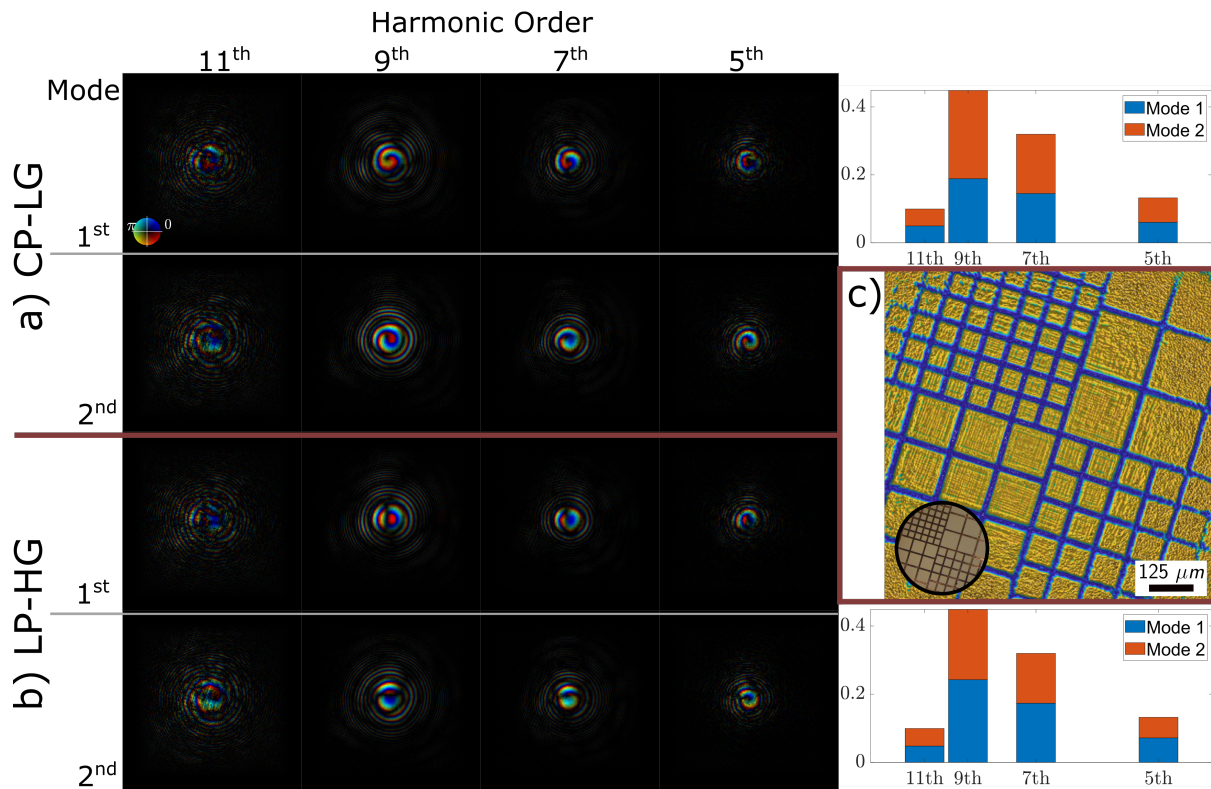 Harmonic Order
11th 9th 7th 5th
Mode
a) CP-LG
1st
π 0
2nd
b) LP-HG
1st
2nd
0.4
0.2
0
Mode 1
Mode 2
11th 9th 7th 5th
c)
125 μm
0.4
0.2
0
Mode 1
Mode 2
11th 9th 7th 5th